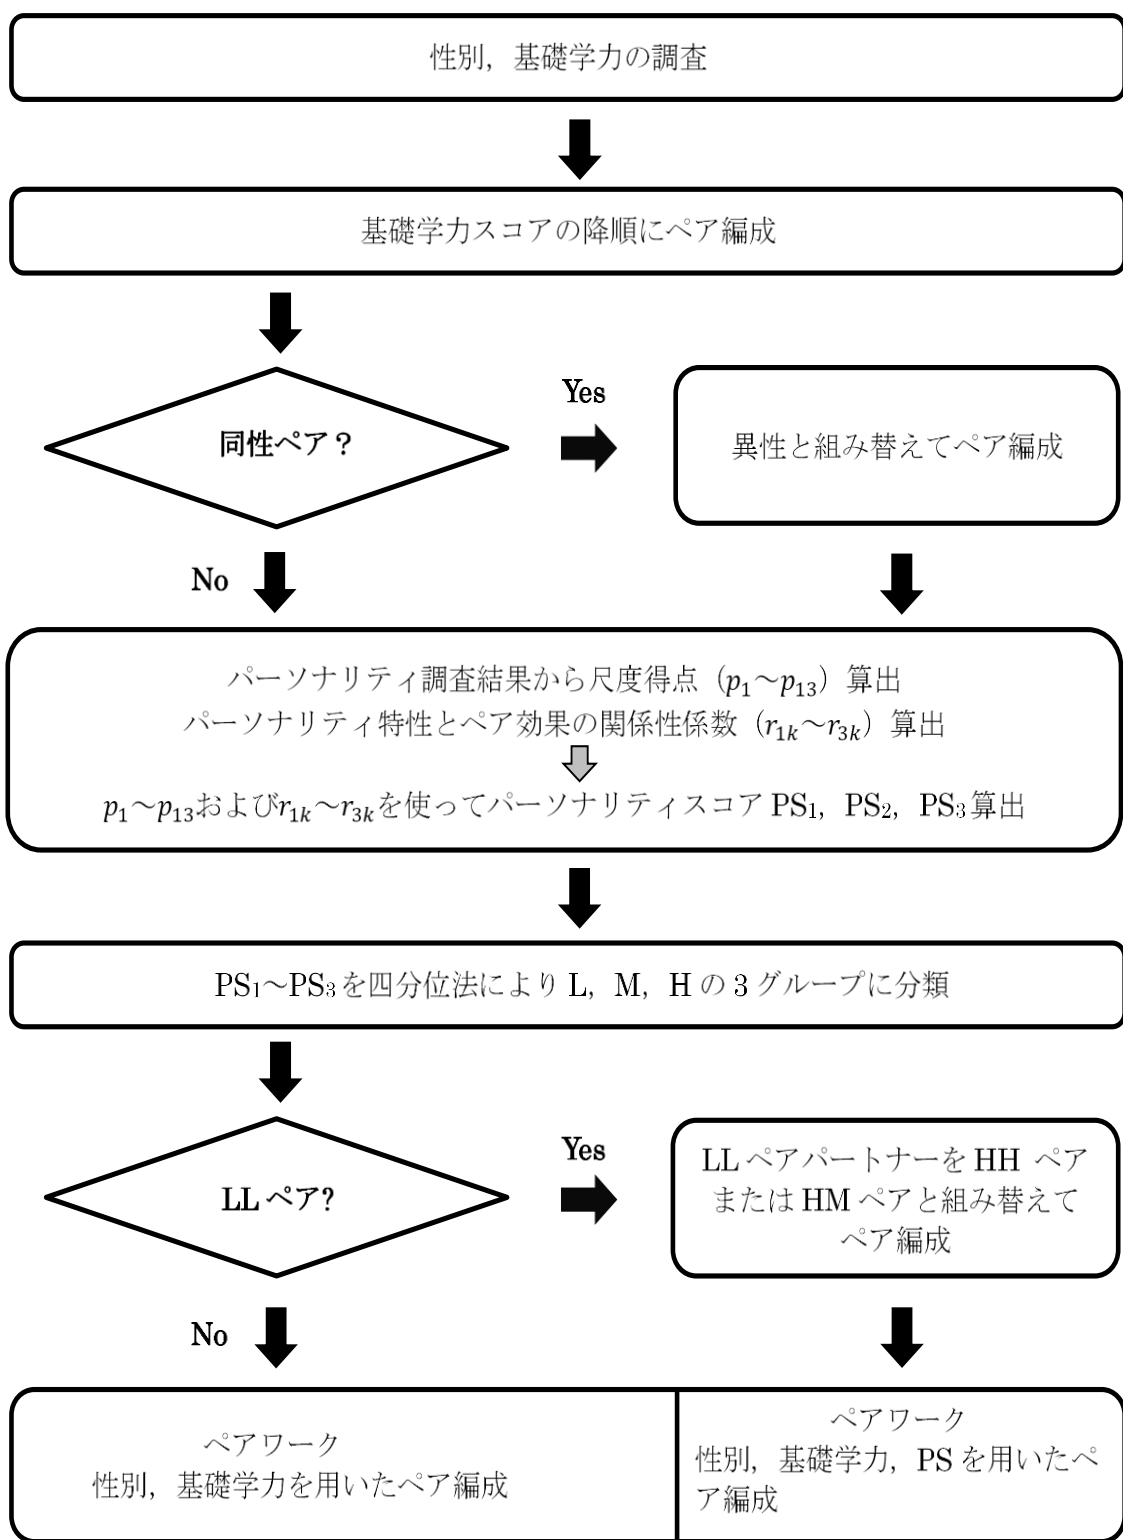 性別，基礎学力の調査
基礎学力スコアの降順にペア編成
同性ペア？
Yes
異性と組み替えてペア編成
No
パーソナリティ調査結果から尺度得点（p₁～p₁₃）算出
パーソナリティ特性とペア効果の関係性係数（r₁ₖ～r₃ₖ）算出
p₁～p₁₃およびr₁ₖ～r₃ₖを使ってパーソナリティスコア PS₁，PS₂，PS₃算出
PS₁～PS₃を四分位法により L，M，H の 3 グループに分類
LL ペア?
Yes
LL ペアパートナーを HH ペア
または HM ペアと組み替えて
ペア編成
No
ペアワーク
性別，基礎学力を用いたペア編成
ペアワーク
性別，基礎学力，PS を用いたペ
ア編成